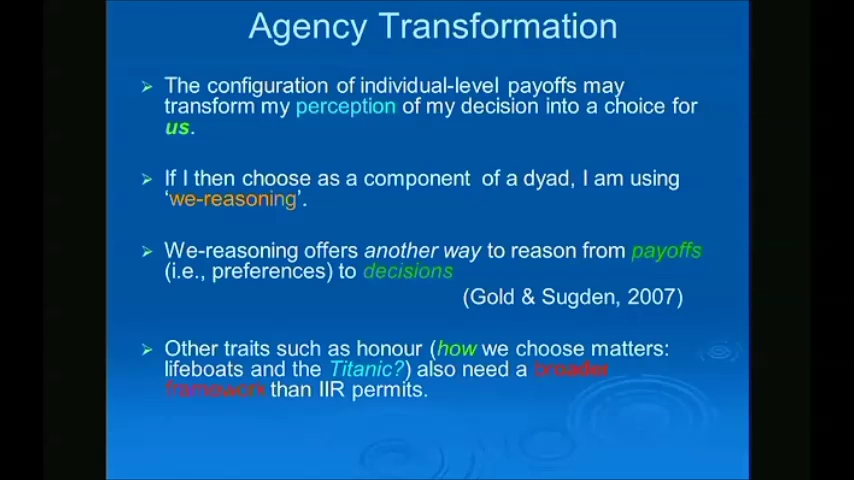 Agency Transformation
The configuration of individual-level payoffs may
transform my perception of my decision into a choice for
us.
If I then choose as a component of a dyad, I am using
‘we-reasoning’.
We-reasoning offers another way to reason from payoffs
(i.e., preferences) to decisions
(Gold & Sugden, 2007)
Other traits such as honour (how we choose matters:
lifeboats and the Titanic?) also need a broader
framework than IIR permits.